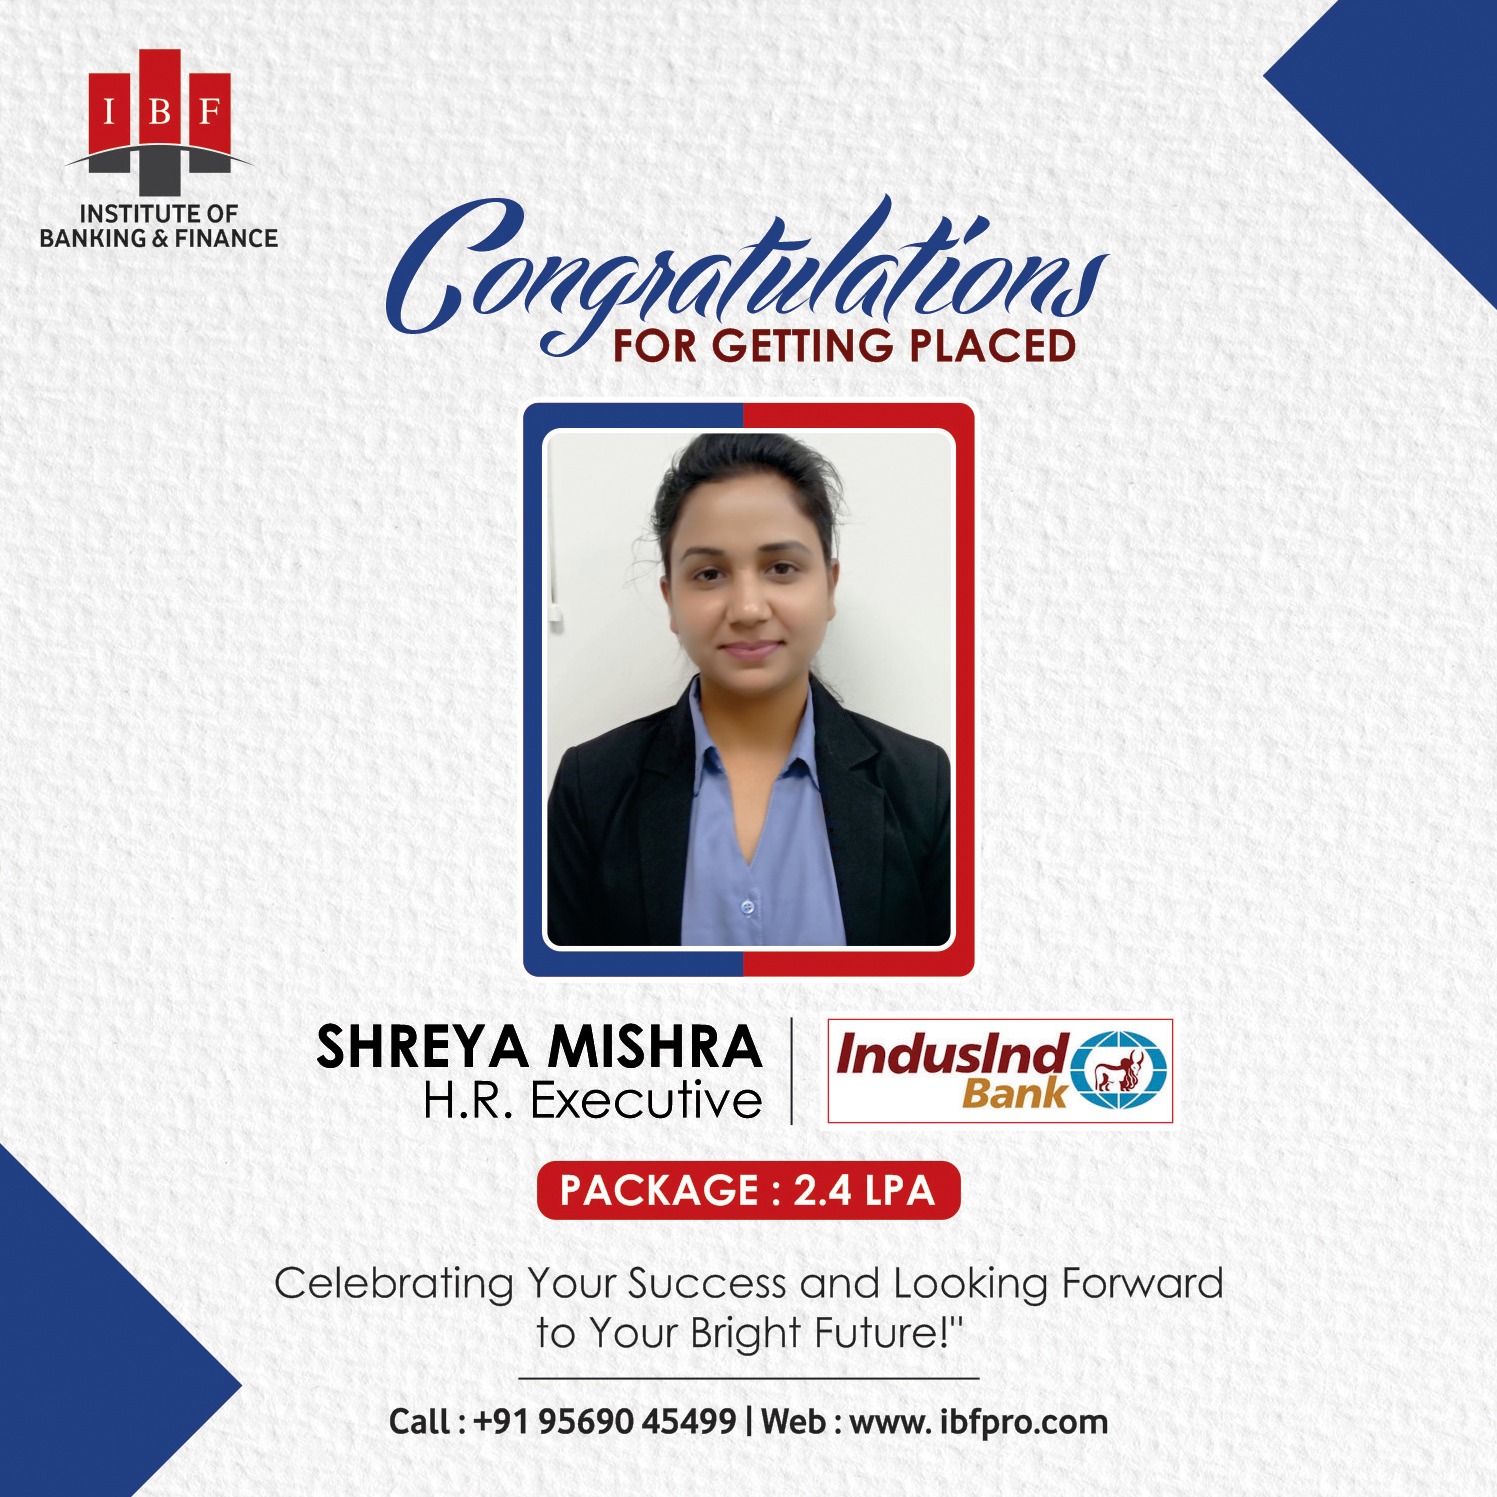 I B F
INSTITUTE OF
BANKING & FINANCE
Congratulations
FOR GETTING PLACED
SHREYA MISHRA
H.R. Executive
IndusInd
Bank
PACKAGE : 2.4 LPA
Celebrating Your Success and Looking Forward
to Your Bright Future!"
Call : +91 95690 45499 | Web : www. ibfpro.com